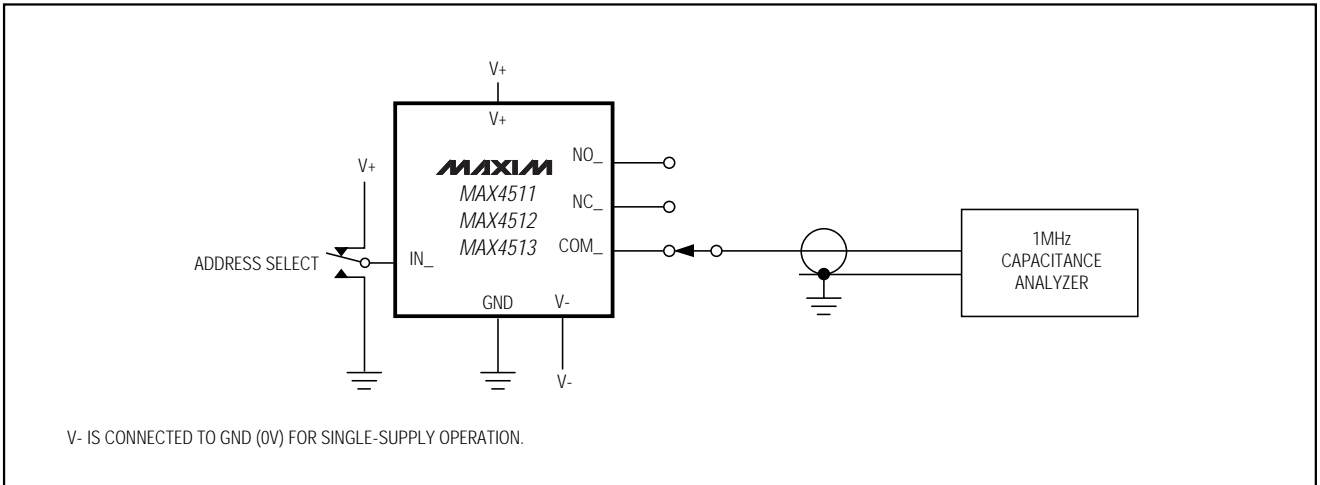 V+
V+
V+
MAXIM
MAX4511
MAX4512
MAX4513
NO_
NC_
COM_
ADDRESS SELECT
IN_
GND
V-
V-
1MHz
CAPACITANCE
ANALYZER
V- IS CONNECTED TO GND (0V) FOR SINGLE-SUPPLY OPERATION.